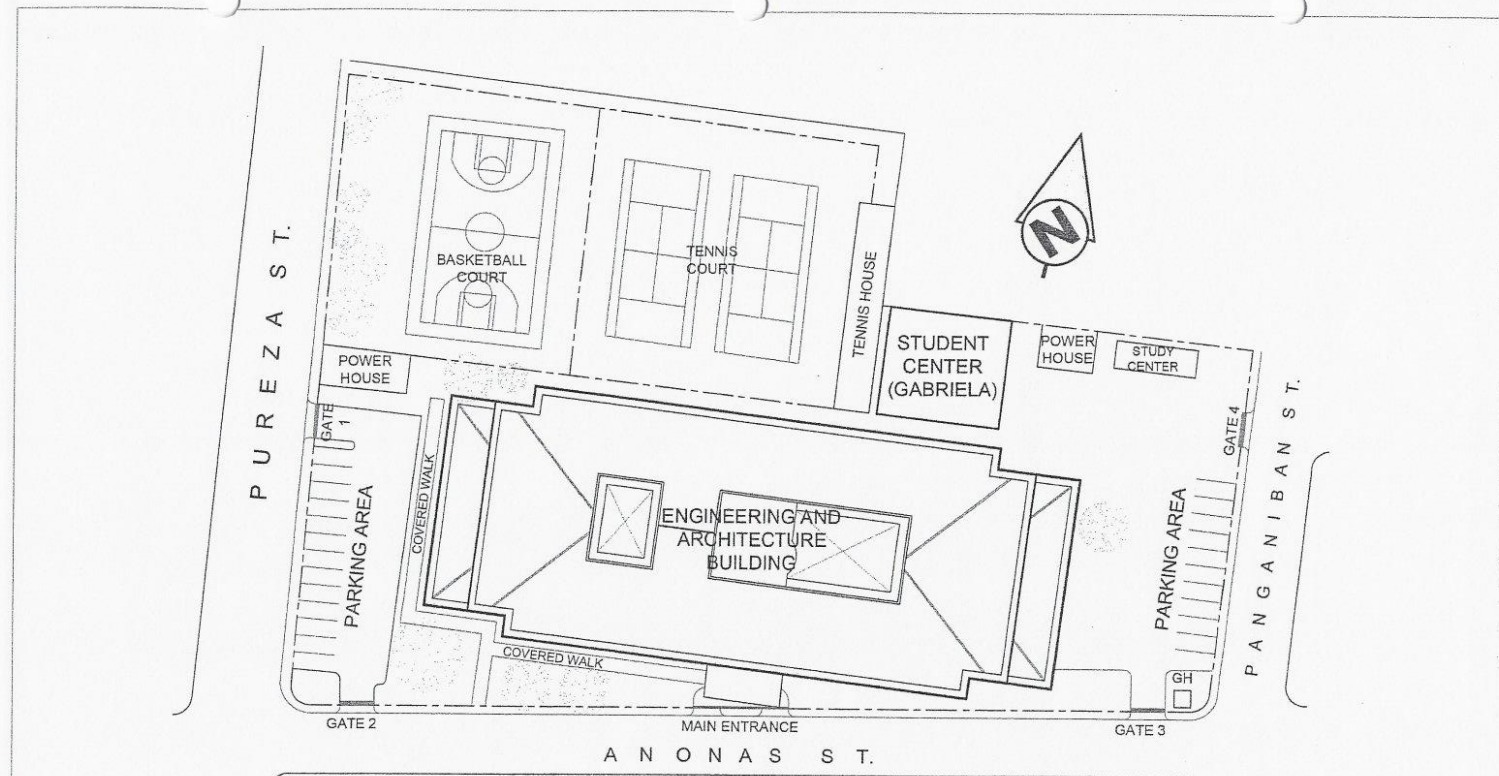 PUREZA ST.
BASKETBALL
COURT
TENNIS
COURT
TENNIS HOUSE
N
POWER
HOUSE
STUDENT
CENTER
(GABRIELA)
POWER
HOUSE
STUDY
CENTER
GATE
1
GATE 4
PANGANIBAN ST.
COVERED WALK
PARKING AREA
ENGINEERING AND
ARCHITECTURE
BUILDING
PARKING AREA
COVERED WALK
GH
GATE 2
MAIN ENTRANCE
GATE 3
ANONAS ST.